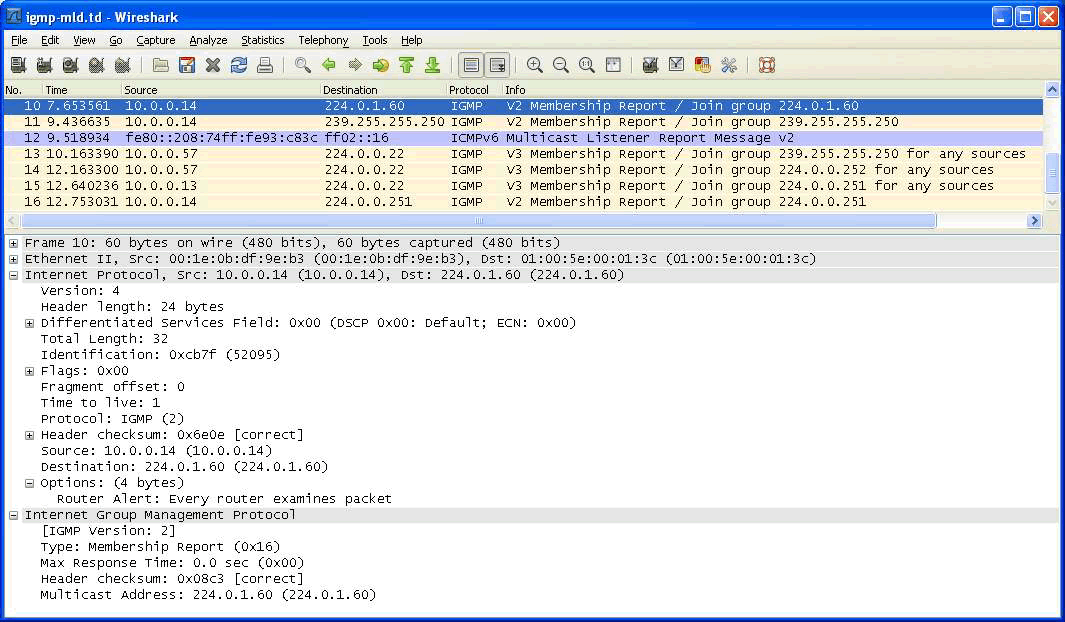 igmp-mld.td - Wireshark
File Edit View Go Capture Analyze Statistics Telephony Tools Help
No. Time Source Destination Protocol Info
10 7.653561 10.0.0.14 224.0.1.60 IGMP V2 Membership Report / Join group 224.0.1.60
11 9.436635 10.0.0.14 239.255.255.250 IGMP V2 Membership Report / Join group 239.255.255.250
12 9.518934 fe80::208:74ff:fe93:c83c ff02::16 ICMPv6 Multicast Listener Report Message v2
13 10.163390 10.0.0.57 224.0.0.22 IGMP V3 Membership Report / Join group 239.255.255.250 for any sources
14 12.163300 10.0.0.57 224.0.0.22 IGMP V3 Membership Report / Join group 224.0.0.252 for any sources
15 12.640236 10.0.0.13 224.0.0.22 IGMP V3 Membership Report / Join group 224.0.0.251 for any sources
16 12.753031 10.0.0.14 224.0.0.251 IGMP V2 Membership Report / Join group 224.0.0.251
Frame 10: 60 bytes on wire (480 bits), 60 bytes captured (480 bits)
Ethernet II, Src: 00:1e:0b:df:9e:b3 (00:1e:0b:df:9e:b3), Dst: 01:00:5e:00:01:3c (01:00:5e:00:01:3c)
Internet Protocol, Src: 10.0.0.14 (10.0.0.14), Dst: 224.0.1.60 (224.0.1.60)
Version: 4
Header length: 24 bytes
Differentiated Services Field: 0x00 (DSCP 0x00: Default; ECN: 0x00)
Total Length: 32
Identification: 0xcb7f (52095)
Flags: 0x00
Fragment offset: 0
Time to live: 1
Protocol: IGMP (2)
Header checksum: 0x6e0e [correct]
Source: 10.0.0.14 (10.0.0.14)
Destination: 224.0.1.60 (224.0.1.60)
Options: (4 bytes)
Router Alert: Every router examines packet
Internet Group Management Protocol
[IGMP Version: 2]
Type: Membership Report (0x16)
Max Response Time: 0.0 sec (0x00)
Header checksum: 0x08c3 [correct]
Multicast Address: 224.0.1.60 (224.0.1.60)